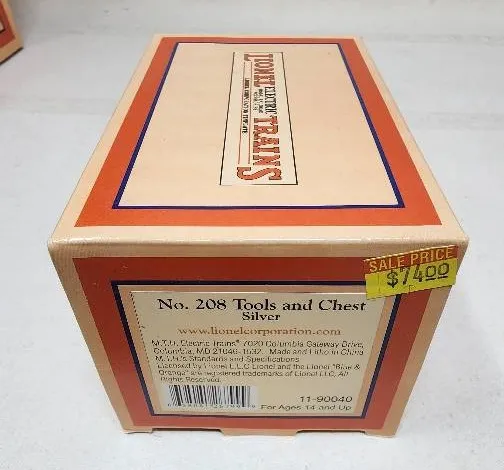 LIONEL
ELECTRIC
TRAINS
SALE PRICE
$74.00
No. 208 Tools and Chest
Silver
www.lionelcorporation.com
M.T.H. Electric Trains® 7020 Columbia Gateway Drive,
Columbia, MD 21046-1532 Made and Litho in China
M.T.H.'s Standards and Specifications
Licensed by Lionel L.L.C Lionel and the Lionel "Blue &
Orange" are registered trademarks of Lionel LLC, All
Rights Reserved.
11-90040
For Ages 14 and Up